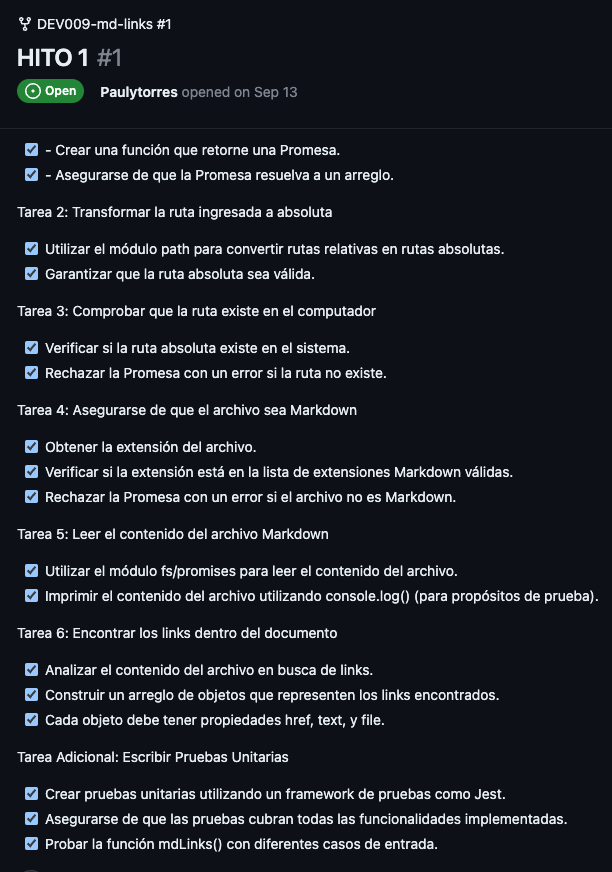 DEV009-md-links #1
HITO 1 #1
Open
Paulytorres opened on Sep 13
- Crear una función que retorne una Promesa.
- Asegurarse de que la Promesa resuelva a un arreglo.
Tarea 2: Transformar la ruta ingresada a absoluta
Utilizar el módulo path para convertir rutas relativas en rutas absolutas.
Garantizar que la ruta absoluta sea válida.
Tarea 3: Comprobar que la ruta existe en el computador
Verificar si la ruta absoluta existe en el sistema.
Rechazar la Promesa con un error si la ruta no existe.
Tarea 4: Asegurarse de que el archivo sea Markdown
Obtener la extensión del archivo.
Verificar si la extensión está en la lista de extensiones Markdown válidas.
Rechazar la Promesa con un error si el archivo no es Markdown.
Tarea 5: Leer el contenido del archivo Markdown
Utilizar el módulo fs/promises para leer el contenido del archivo.
Imprimir el contenido del archivo utilizando console.log() (para propósitos de prueba).
Tarea 6: Encontrar los links dentro del documento
Analizar el contenido del archivo en busca de links.
Construir un arreglo de objetos que representen los links encontrados.
Cada objeto debe tener propiedades href, text, y file.
Tarea Adicional: Escribir Pruebas Unitarias
Crear pruebas unitarias utilizando un framework de pruebas como Jest.
Asegurarse de que las pruebas cubran todas las funcionalidades implementadas.
Probar la función mdLinks() con diferentes casos de entrada.